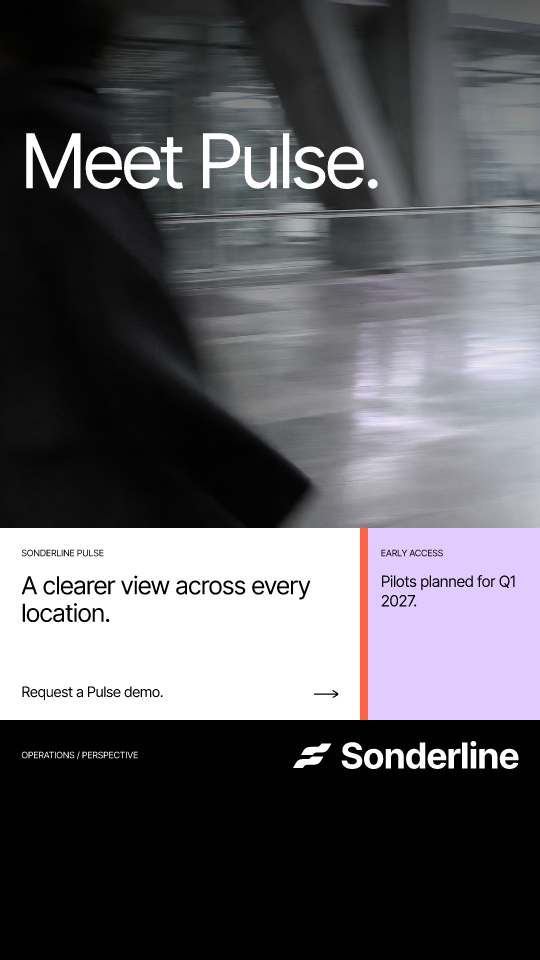 Meet Pulse.
SONDERLINE PULSE
A clearer view across every
location.
Request a Pulse demo.
EARLY ACCESS
Pilots planned for Q1
2027.
OPERATIONS / PERSPECTIVE
Sonderline